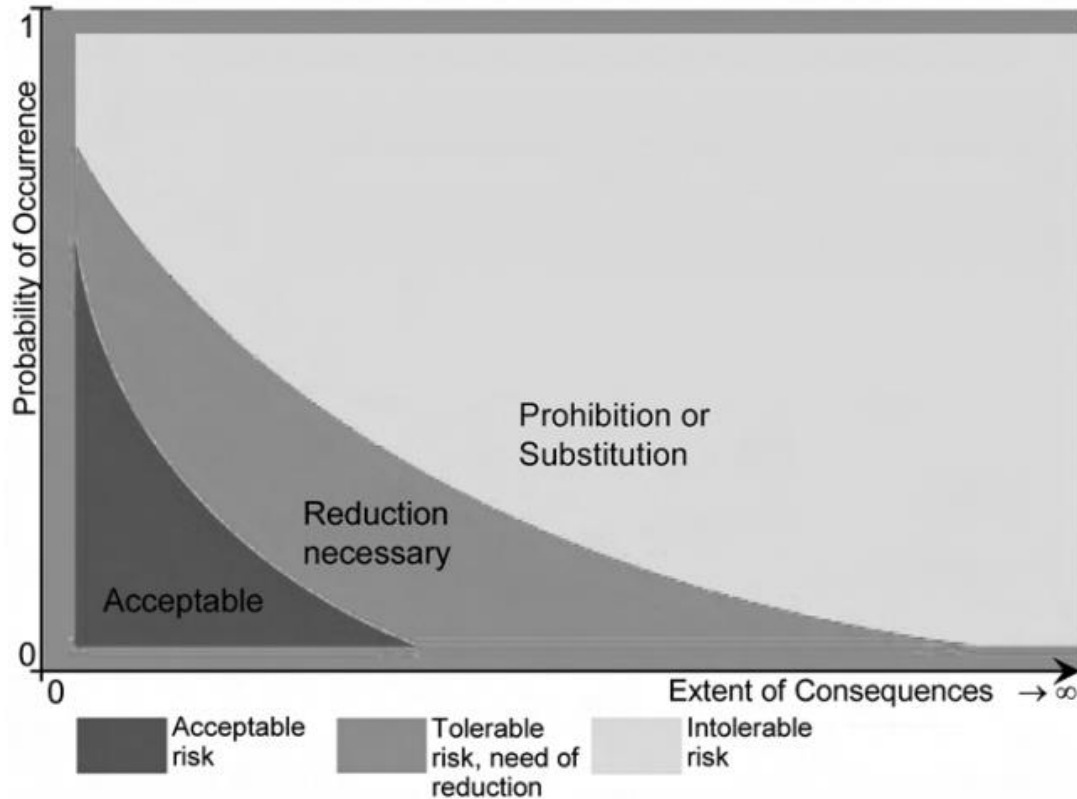 1
Probability of Occurrence
Prohibition or
Substitution
Reduction
necessary
Acceptable
0
0
Extent of Consequences → ∞
Acceptable
risk
Tolerable
risk, need of
reduction
Intolerable
risk